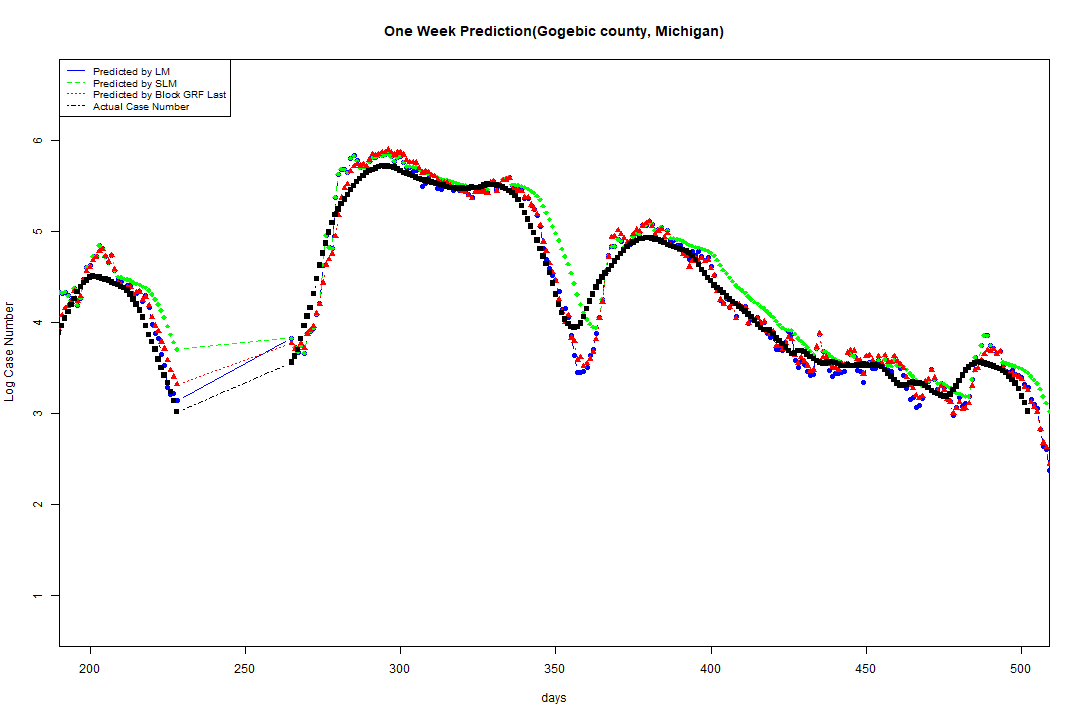 One Week Prediction(Gogebic county, Michigan)
Predicted by LM
Predicted by SLM
Predicted by Block GRF Last
Actual Case Number
Log Case Number
6
5
4
3
2
1
200 250 300 350 400 450 500
days